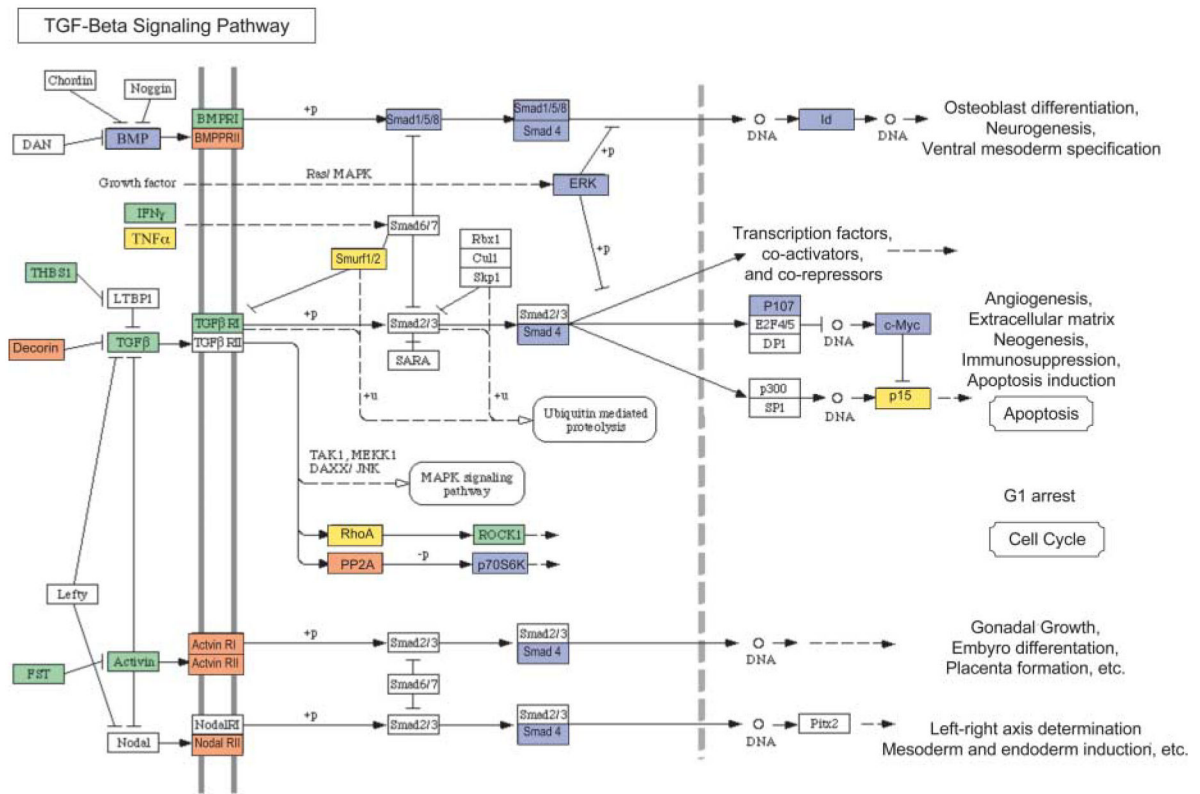 TGF-Beta Signaling Pathway
Chordin
Noggin
DAN
BMP
BMPRI
BMPPRII
+p
Smad1/5/8
Smad1/5/8
Smad 4
DNA
Id
DNA
Osteoblast differentiation,
Neurogenesis,
Ventral mesoderm specification
Growth factor
Ras/ MAPK
ERK
+p
+p
IFNγ
TNFα
Smad6/7
Smurf1/2
Rbx1
Cul1
Skp1
Transcription factors,
co-activators,
and co-repressors
THBS1
LTBP1
Decorin
TGFβ
TGFβ RI
TGFβ RII
+p
Smad2/3
SARA
Smad2/3
Smad 4
P107
E2F4/5
DP1
DNA
c-Myc
p300
SP1
DNA
p15
Angiogenesis,
Extracellular matrix
Neogenesis,
Immunosuppression,
Apoptosis induction
Apoptosis
+u
+u
Ubiquitin mediated
proteolysis
TAK1, MEKK1
DAXX/ JNK
MAPK signaling
pathway
G1 arrest
Cell Cycle
RhoA
ROCK1
PP2A
-p
p70S6K
Lefty
FST
Activin
Actvin RI
Actvin RII
+p
Smad2/3
Smad2/3
Smad 4
DNA
Gonadal Growth,
Embyro differentation,
Placenta formation, etc.
Smad6/7
Nodal
NodalRI
Nodal RII
+p
Smad2/3
Smad2/3
Smad 4
DNA
Pitx2
Left-right axis determination
Mesoderm and endoderm induction, etc.